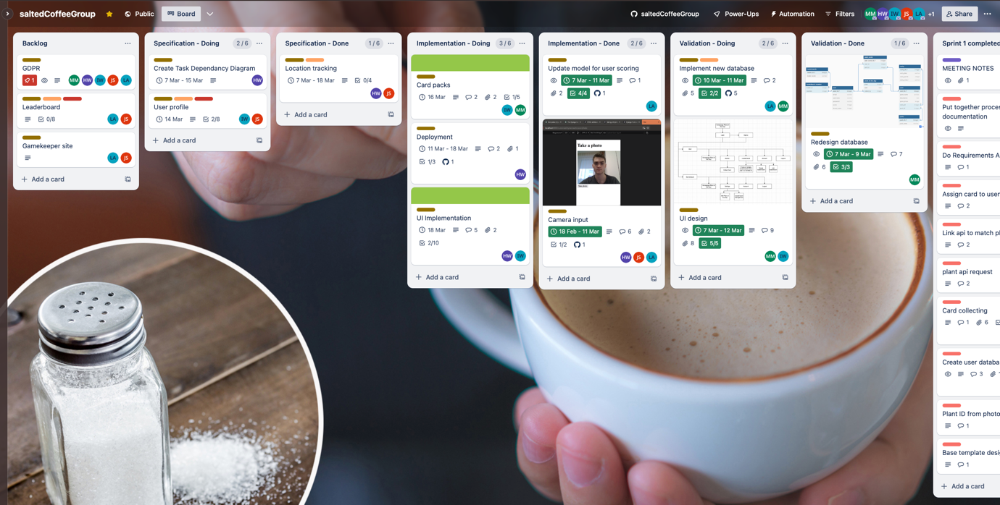 saltedCoffeeGroup
Public
Board
saltedCoffeeGroup
Power-Ups
Automation
Filters
MM HW IW JS LA +1
Share
Backlog
GDPR
1
MM HW IW JS LA
Leaderboard
0/8
LA JS
Gamekeeper site
LA JS
Add a card
Specification - Doing 2 / 6
Create Task Dependancy Diagram
7 Mar - 15 Mar
HW
User profile
14 Mar 2/8
IW JS
Add a card
Specification - Done 1 / 6
Location tracking
7 Mar - 18 Mar 0/4
HW JS
Add a card
Implementation - Doing 3 / 6
Card packs
16 Mar 2 2 1/5
IW MM
Deployment
11 Mar - 18 Mar 2 1
1/3 1
HW
UI Implementation
18 Mar 5 2
2/10
HW IW
Add a card
Implementation - Done 2 / 6
Update model for user scoring
7 Mar - 11 Mar 1
2 4/4 1
LA
Take a photo
Camera input
18 Feb - 11 Mar 6 2
1/2 1
HW JS LA
Add a card
Validation - Doing 2 / 6
Implement new database
10 Mar - 11 Mar 2
5 2/2 5
LA MM
UI design
7 Mar - 12 Mar 9
8 5/5
MM IW
Add a card
Validation - Done 1 / 6
Redesign database
7 Mar - 9 Mar 7
6 3/3
MM
Add a card
Sprint 1 completed
MEETING NOTES
1
Put together proce
documentation
Do Requirements A
1
Assign card to user
2
Link api to match pl
2
plant api request
2
Card collecting
1 6
Create user databa
3 1
Plant ID from photo
1
Base template desi
1
Add a card